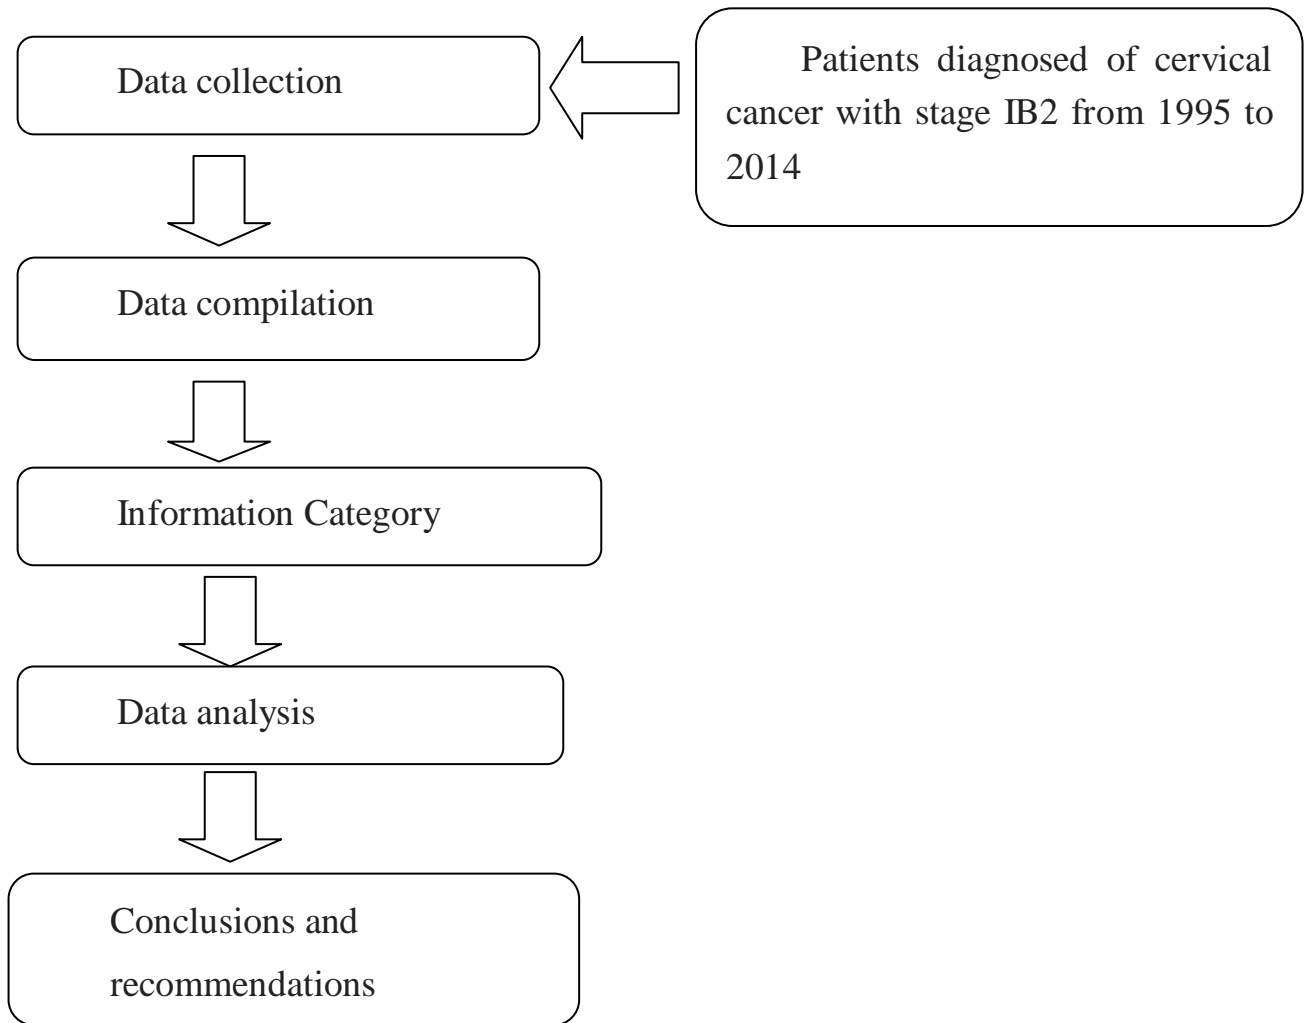 Data collection
Patients diagnosed of cervical
cancer with stage IB2 from 1995 to
2014
Data compilation
Information Category
Data analysis
Conclusions and
recommendations